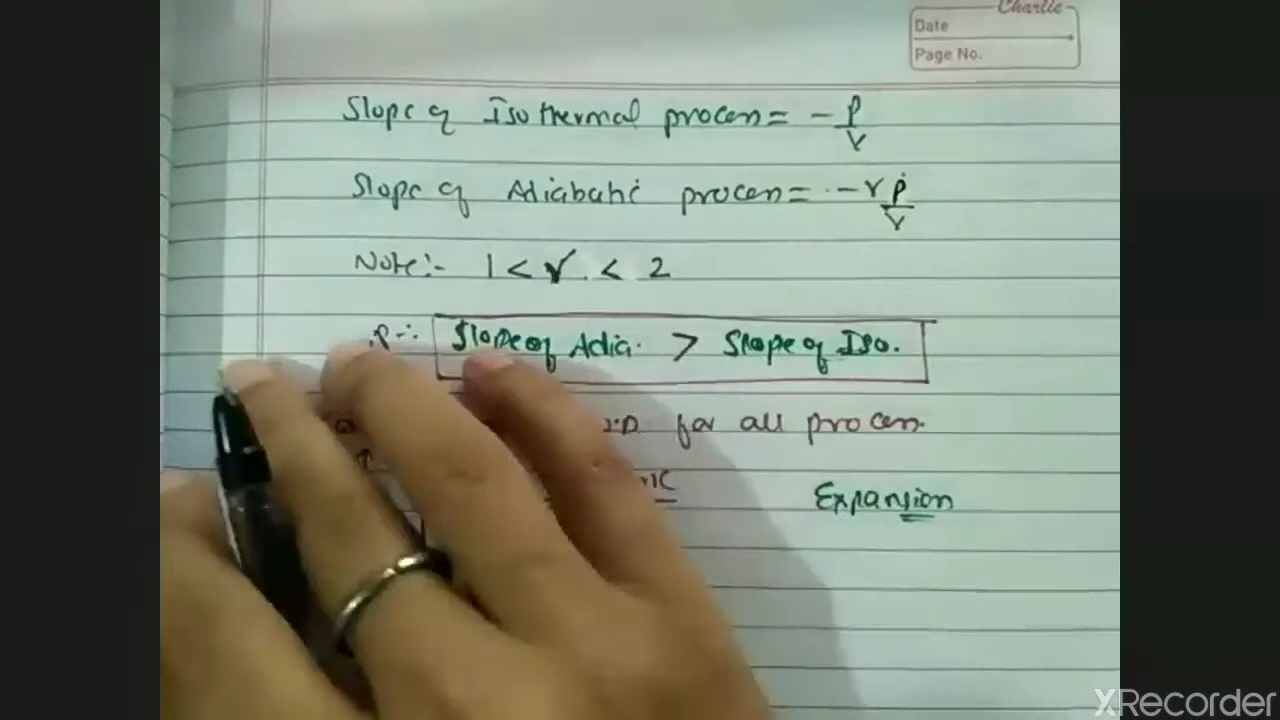 Charlie
Date
Page No.
Slope of Isothermal process = - P/V
Slope of Adiabatic process = - γ P/V
Note:- 1 < γ < 2
Slope of Adia. > Slope of Iso.
for all process.
Expansion
XRecorder